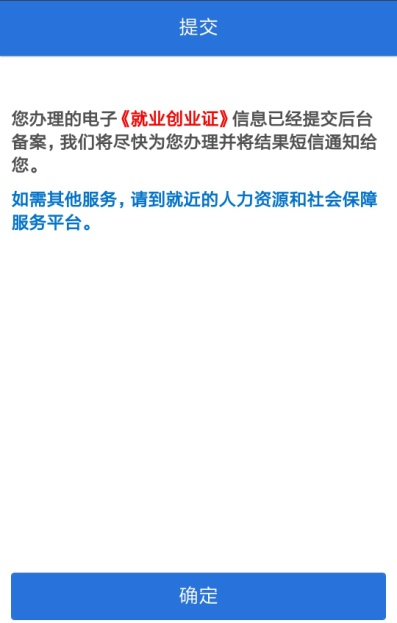 提交
您办理的电子《就业创业证》信息已经提交后台
备案，我们将尽快为您办理并将结果短信通知给
您。
如需其他服务，请到就近的人力资源和社会保障
服务平台。
确定